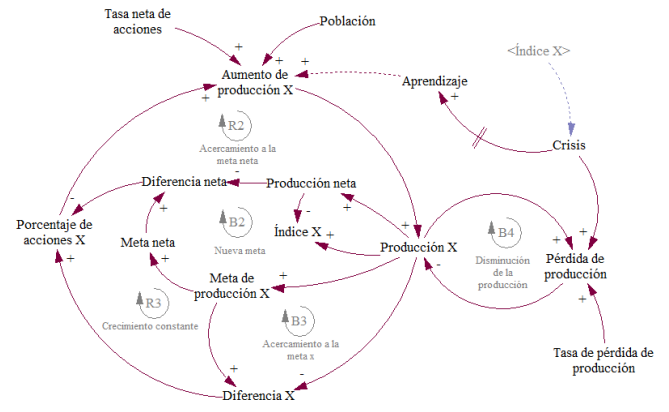 Tasa neta de
acciones
Población
<Índice X>
+
+
+
+
Aumento de
producción X
Aprendizaje
+
+
R2
Acercamiento a la
meta neta
Crisis
-
Diferencia neta
-
Producción neta
+
-
+
B2
Nueva meta
Índice X
+
+
Porcentaje de
acciones X
Meta neta
+
Producción X
-
+
B4
Disminución
de la
producción
+
+
Pérdida de
producción
+
+
Meta de
producción X
+
R3
Crecimiento constante
B3
Acercamiento a la
meta x
Tasa de pérdida de
producción
+
-
Diferencia X